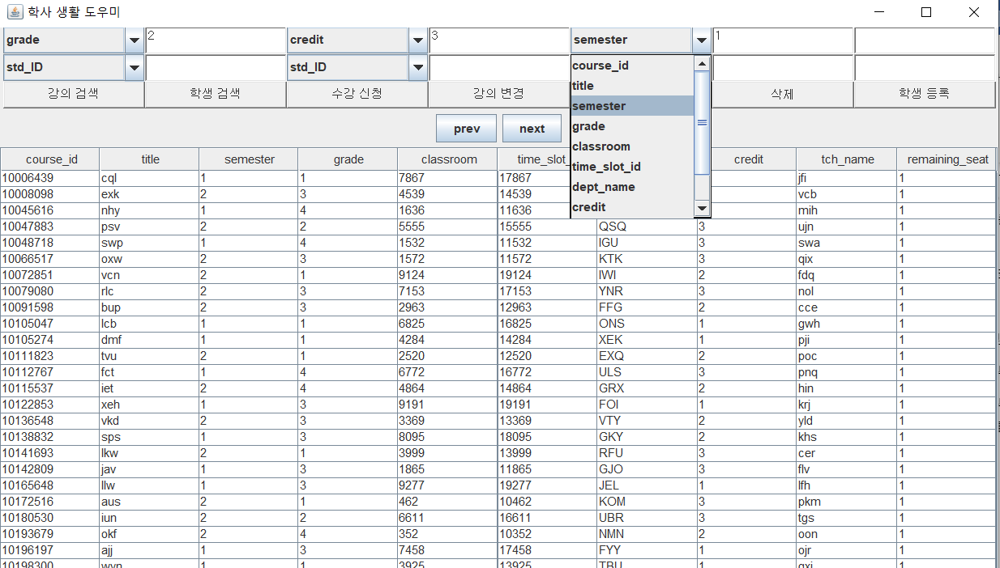 학사 생활 도우미
grade 2 credit 3 semester 1
std_ID std_ID
course_id
title
semester
grade
classroom
time_slot_id
dept_name
credit
강의 검색 학생 검색 수강 신청 강의 변경 삭제 학생 등록
prev next
course_id title semester grade classroom time_slot_ credit tch_name remaining_seat
10006439 cql 1 1 7867 17867 jfi 1
10008098 exk 2 3 4539 14539 vcb 1
10045616 nhy 1 4 1636 11636 mih 1
10047883 psv 2 2 5555 15555 QSQ 3 ujn 1
10048718 swp 1 4 1532 11532 IGU 3 swa 1
10066517 oxw 2 3 1572 11572 KTK 3 qix 1
10072851 vcn 2 1 9124 19124 IWI 2 fdq 1
10079080 rlc 2 3 7153 17153 YNR 3 nol 1
10091598 bup 2 3 2963 12963 FFG 2 cce 1
10105047 lcb 1 1 6825 16825 ONS 1 gwh 1
10105274 dmf 1 1 4284 14284 XEK 1 pji 1
10111823 tvu 2 1 2520 12520 EXQ 2 poc 1
10112767 fct 1 4 6772 16772 ULS 3 pnq 1
10115537 iet 2 4 4864 14864 GRX 2 hin 1
10122853 xeh 1 3 9191 19191 FOI 1 krj 1
10136548 vkd 2 3 3369 13369 VTY 2 yld 1
10138832 sps 1 3 8095 18095 GKY 2 khs 1
10141693 lkw 2 1 3999 13999 RFU 3 cer 1
10142809 jav 1 3 1865 11865 GJO 3 flv 1
10165648 llw 1 3 9277 19277 JEL 1 lfh 1
10172516 aus 2 1 462 10462 KOM 3 pkm 1
10180530 iun 2 2 6611 16611 UBR 3 tgs 1
10193679 okf 2 4 352 10352 NMN 2 oon 1
10196197 ajj 1 3 7458 17458 FYY 1 ojr 1
10198300 1 1 3925 13925 TBU 1 1